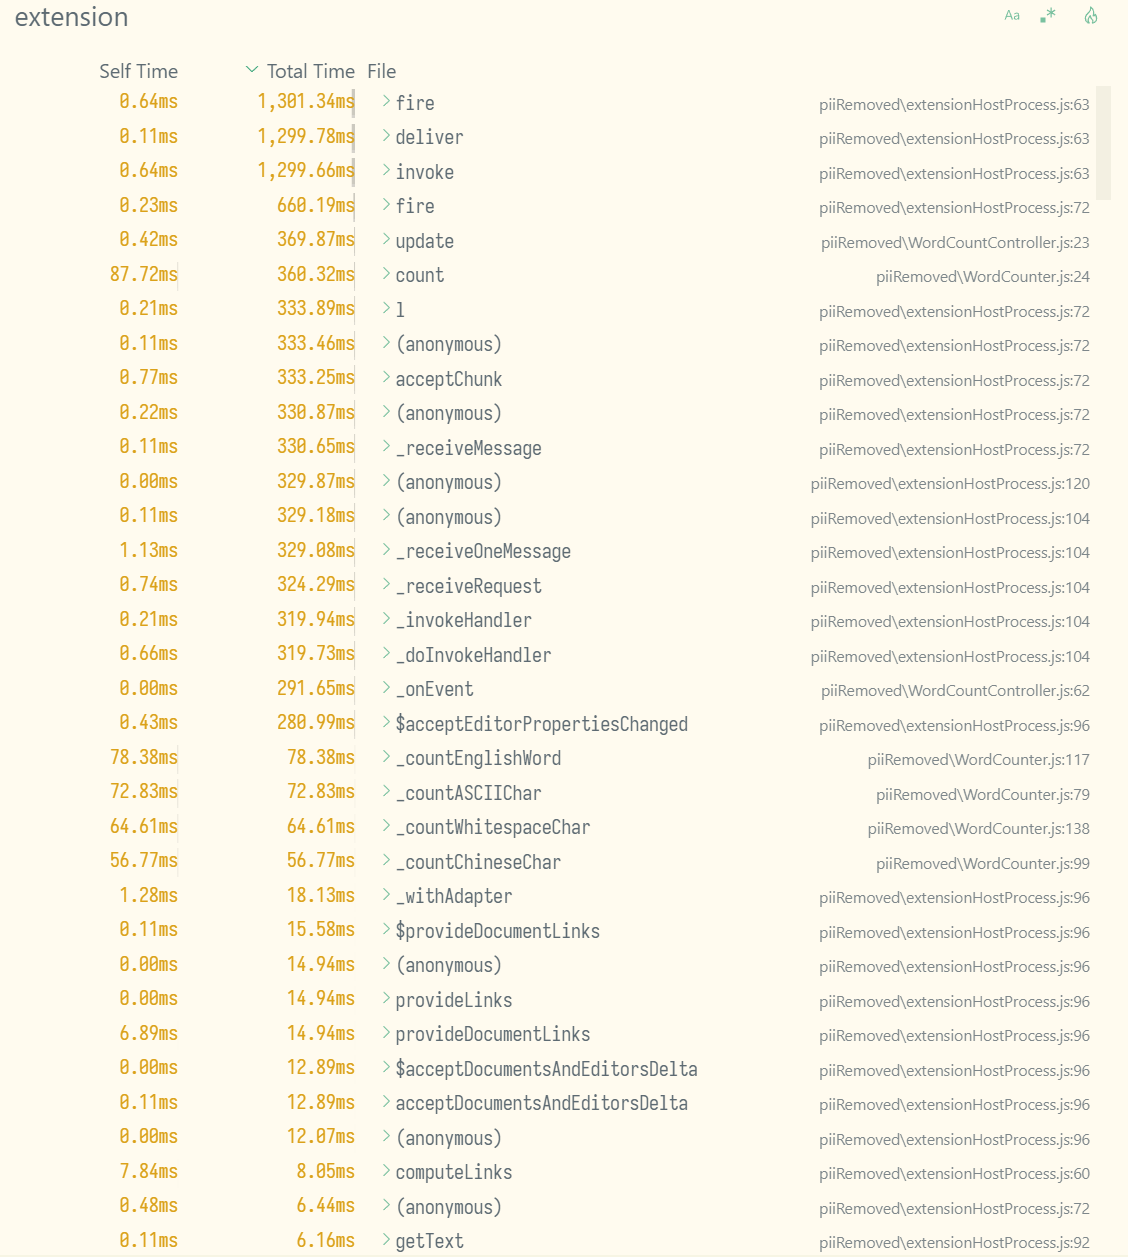 extension
Aa .*
Self Time Total Time File
0.64ms 1,301.34ms fire piiRemoved\extensionHostProcess.js:63
0.11ms 1,299.78ms deliver piiRemoved\extensionHostProcess.js:63
0.64ms 1,299.66ms invoke piiRemoved\extensionHostProcess.js:63
0.23ms 660.19ms fire piiRemoved\extensionHostProcess.js:72
0.42ms 369.87ms update piiRemoved\WordCountController.js:23
87.72ms 360.32ms count piiRemoved\WordCounter.js:24
0.21ms 333.89ms l piiRemoved\extensionHostProcess.js:72
0.11ms 333.46ms (anonymous) piiRemoved\extensionHostProcess.js:72
0.77ms 333.25ms acceptChunk piiRemoved\extensionHostProcess.js:72
0.22ms 330.87ms (anonymous) piiRemoved\extensionHostProcess.js:72
0.11ms 330.65ms _receiveMessage piiRemoved\extensionHostProcess.js:72
0.00ms 329.87ms (anonymous) piiRemoved\extensionHostProcess.js:120
0.11ms 329.18ms (anonymous) piiRemoved\extensionHostProcess.js:104
1.13ms 329.08ms _receiveOneMessage piiRemoved\extensionHostProcess.js:104
0.74ms 324.29ms _receiveRequest piiRemoved\extensionHostProcess.js:104
0.21ms 319.94ms _invokeHandler piiRemoved\extensionHostProcess.js:104
0.66ms 319.73ms _doInvokeHandler piiRemoved\extensionHostProcess.js:104
0.00ms 291.65ms _onEvent piiRemoved\WordCountController.js:62
0.43ms 280.99ms $acceptEditorPropertiesChanged piiRemoved\extensionHostProcess.js:96
78.38ms 78.38ms _countEnglishWord piiRemoved\WordCounter.js:117
72.83ms 72.83ms _countASCIIChar piiRemoved\WordCounter.js:79
64.61ms 64.61ms _countWhitespaceChar piiRemoved\WordCounter.js:138
56.77ms 56.77ms _countChineseChar piiRemoved\WordCounter.js:99
1.28ms 18.13ms _withAdapter piiRemoved\extensionHostProcess.js:96
0.11ms 15.58ms $provideDocumentLinks piiRemoved\extensionHostProcess.js:96
0.00ms 14.94ms (anonymous) piiRemoved\extensionHostProcess.js:96
0.00ms 14.94ms provideLinks piiRemoved\extensionHostProcess.js:96
6.89ms 14.94ms provideDocumentLinks piiRemoved\extensionHostProcess.js:96
0.00ms 12.89ms $acceptDocumentsAndEditorsDelta piiRemoved\extensionHostProcess.js:96
0.11ms 12.89ms acceptDocumentsAndEditorsDelta piiRemoved\extensionHostProcess.js:96
0.00ms 12.07ms (anonymous) piiRemoved\extensionHostProcess.js:96
7.84ms 8.05ms computeLinks piiRemoved\extensionHostProcess.js:60
0.48ms 6.44ms (anonymous) piiRemoved\extensionHostProcess.js:72
0.11ms 6.16ms getText piiRemoved\extensionHostProcess.js:92